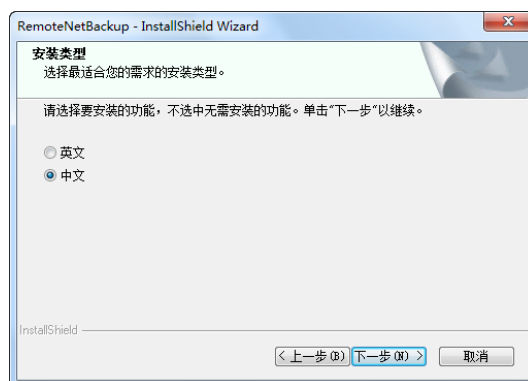 RemoteNetBackup - InstallShield Wizard
安装类型
选择最适合您的需求的安装类型。
请选择要安装的功能，不选中无需安装的功能。单击“下一步”以继续。
英文
中文
InstallShield
< 上一步(B) 下一步(N) > 取消